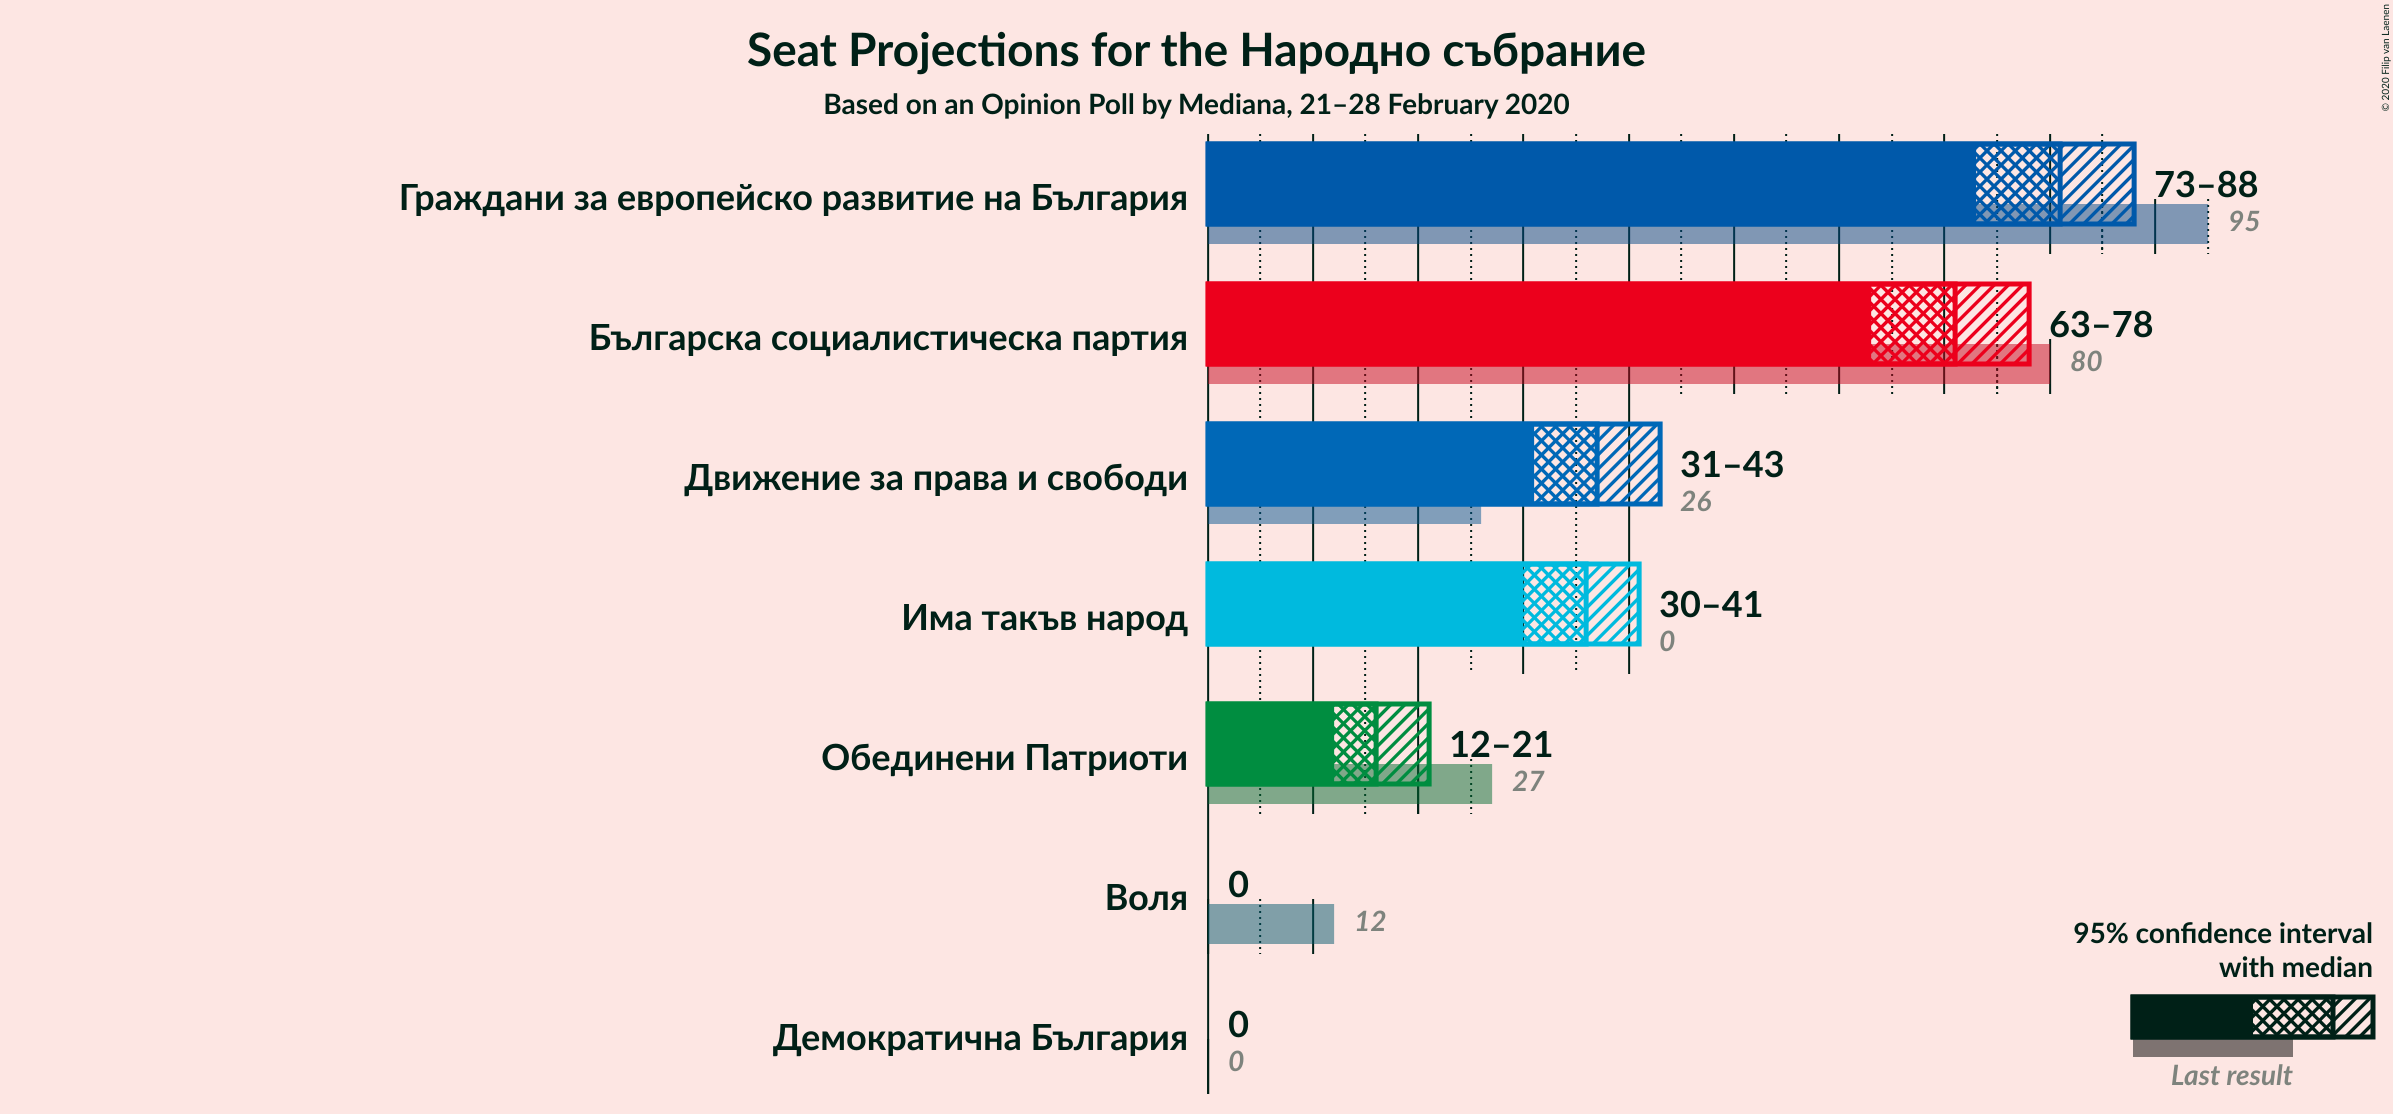 Seat Projections for the Народно събрание
Based on an Opinion Poll by Mediana, 21–28 February 2020
© 2020 Filip van Laenen
Граждани за европейско развитие на България
73–88
95
Българска социалистическа партия
63–78
80
Движение за права и свободи
31–43
26
Има такъв народ
30–41
0
Обединени Патриоти
12–21
27
Воля
0
12
Демократична България
0
0
95% confidence interval
with median
Last result